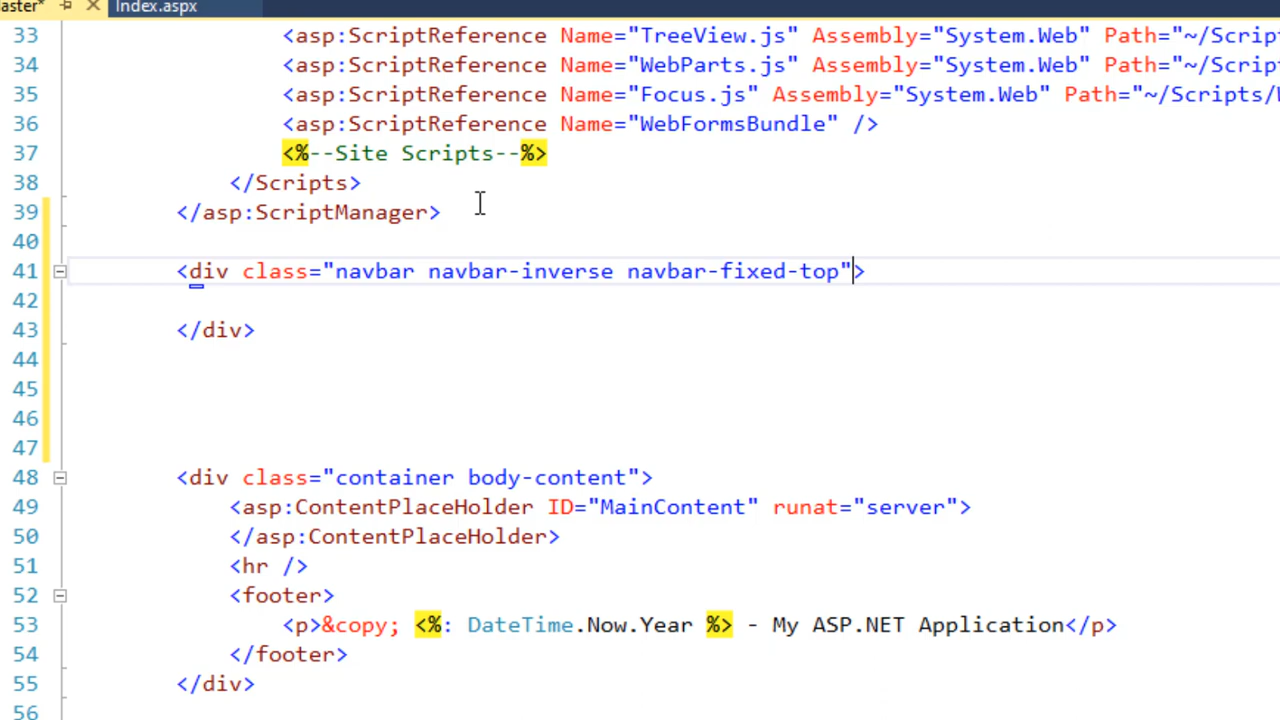 aster* Index.aspx
33 <asp:ScriptReference Name="TreeView.js" Assembly="System.Web" Path="~/Script
34 <asp:ScriptReference Name="WebParts.js" Assembly="System.Web" Path="~/Script
35 <asp:ScriptReference Name="Focus.js" Assembly="System.Web" Path="~/Scripts/W
36 <asp:ScriptReference Name="WebFormsBundle" />
37 <%--Site Scripts--%>
38 </Scripts>
39 </asp:ScriptManager>
40
41 <div class="navbar navbar-inverse navbar-fixed-top">
42
43 </div>
44
45
46
47
48 <div class="container body-content">
49 <asp:ContentPlaceHolder ID="MainContent" runat="server">
50 </asp:ContentPlaceHolder>
51 <hr />
52 <footer>
53 <p>&copy; <%: DateTime.Now.Year %> - My ASP.NET Application</p>
54 </footer>
55 </div>
56